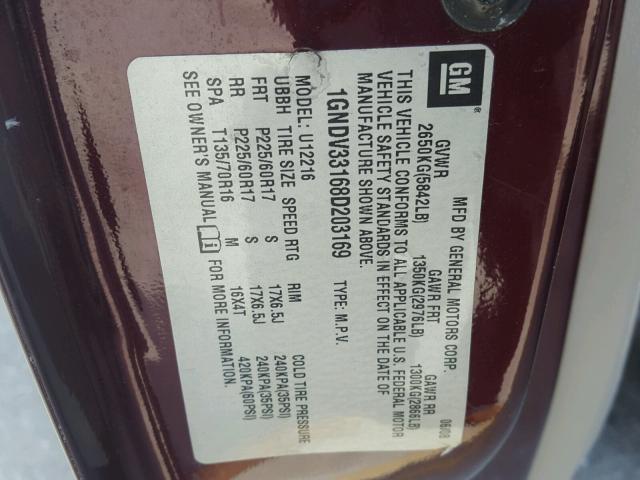 GM ®
MFD BY GENERAL MOTORS CORP. 06/08
GVWR GAWR FRT GAWR RR
2650KG(5842LB) 1350KG(2976LB) 1300KG(2866LB)
THIS VEHICLE CONFORMS TO ALL APPLICABLE U.S. FEDERAL MOTOR
VEHICLE SAFETY STANDARDS IN EFFECT ON THE DATE OF
MANUFACTURE SHOWN ABOVE.
1GNDV33168D203169 TYPE: M.P.V.
MODEL: U12216
UBBH TIRE SIZE SPEED RTG RIM COLD TIRE PRESSURE
FRT P225/60R17 S 17X6.5J 240KPA(35PSI)
RR P225/60R17 S 17X6.5J 240KPA(35PSI)
SPA T135/70R16 M 16X4T 420KPA(60PSI)
SEE OWNER'S MANUAL FOR MORE INFORMATION.